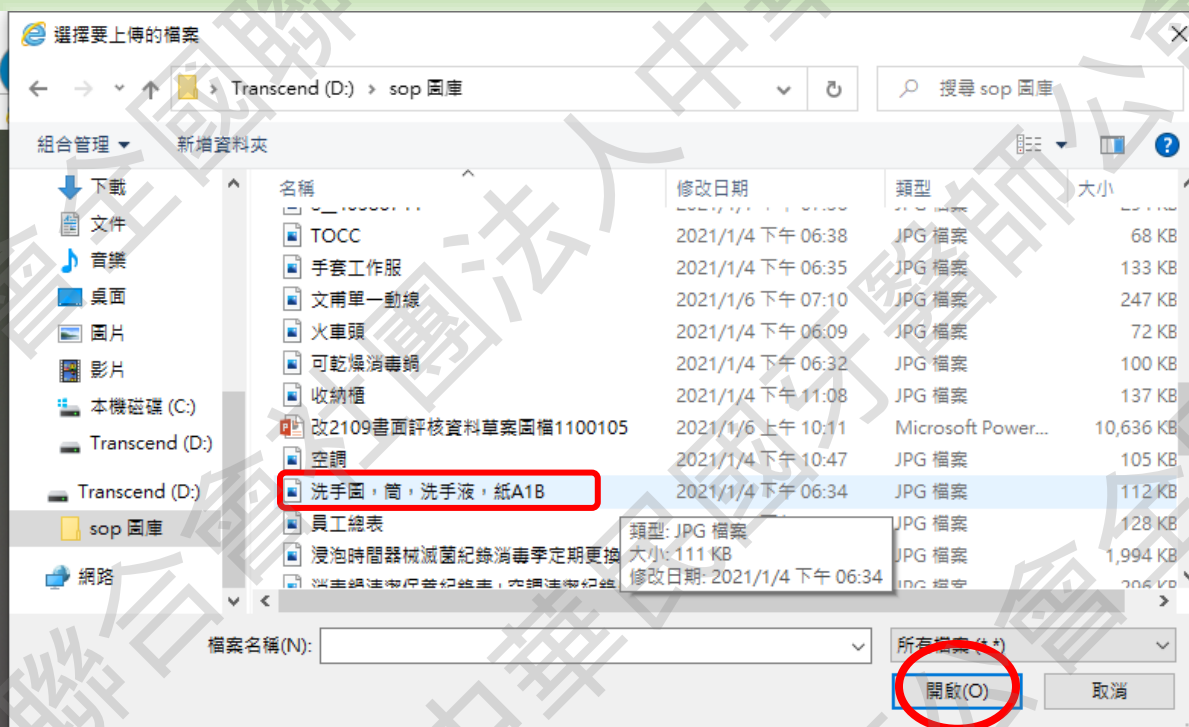 選擇要上傳的檔案
Transcend (D:) › sop 圖庫
搜尋 sop 圖庫
組合管理 新增資料夾
下載
文件
音樂
桌面
圖片
影片
本機磁碟 (C:)
Transcend (D:)
Transcend (D:)
sop 圖庫
網路
名稱 修改日期 類型 大小
TOCC 2021/1/4 下午 06:38 JPG 檔案 68 KB
手套工作服 2021/1/4 下午 06:35 JPG 檔案 133 KB
文甫單一動線 2021/1/6 下午 07:10 JPG 檔案 247 KB
火車頭 2021/1/4 下午 06:09 JPG 檔案 72 KB
可乾燥消毒鍋 2021/1/4 下午 06:32 JPG 檔案 100 KB
收納櫃 2021/1/4 下午 11:08 JPG 檔案 137 KB
改2109書面評核資料草案圖檔1100105 2021/1/6 上午 10:11 Microsoft Power... 10,636 KB
空調 2021/1/4 下午 10:47 JPG 檔案 105 KB
洗手圖，筒，洗手液，紙A1B 2021/1/4 下午 06:34 JPG 檔案 112 KB
員工總表 JPG 檔案 128 KB
浸泡時間器械滅菌紀錄消毒季定期更換 JPG 檔案 1,994 KB
類型: JPG 檔案
大小: 111 KB
修改日期: 2021/1/4 下午 06:34
檔案名稱(N):
所有檔案 (*.*)
開啟(O) 取消